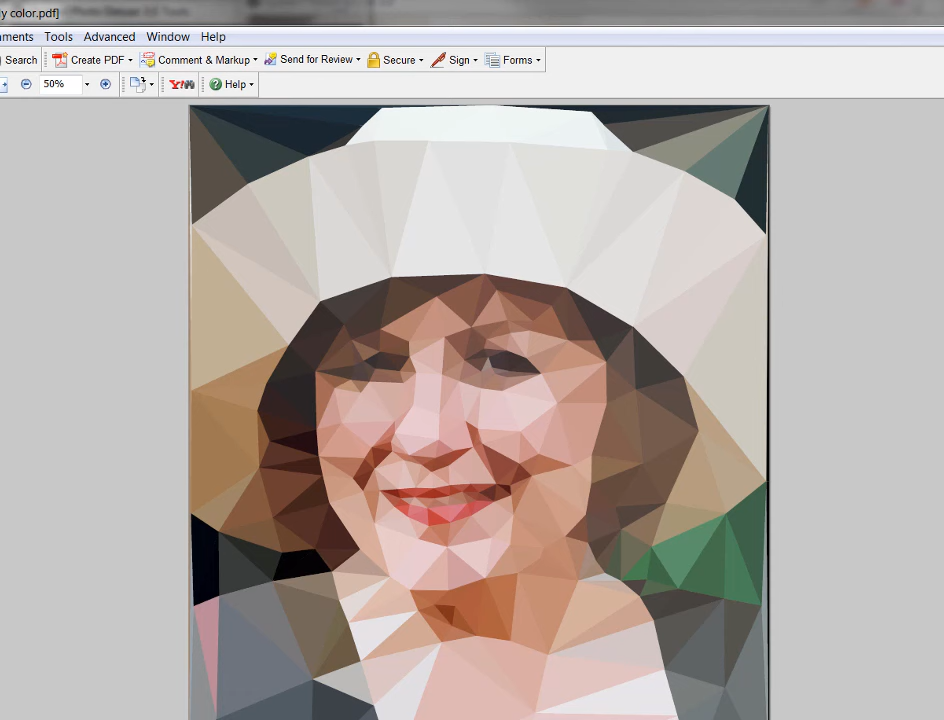 ly color.pdf]
ments Tools Advanced Window Help
Search Create PDF Comment & Markup Send for Review Secure Sign Forms
50% Y!
Help